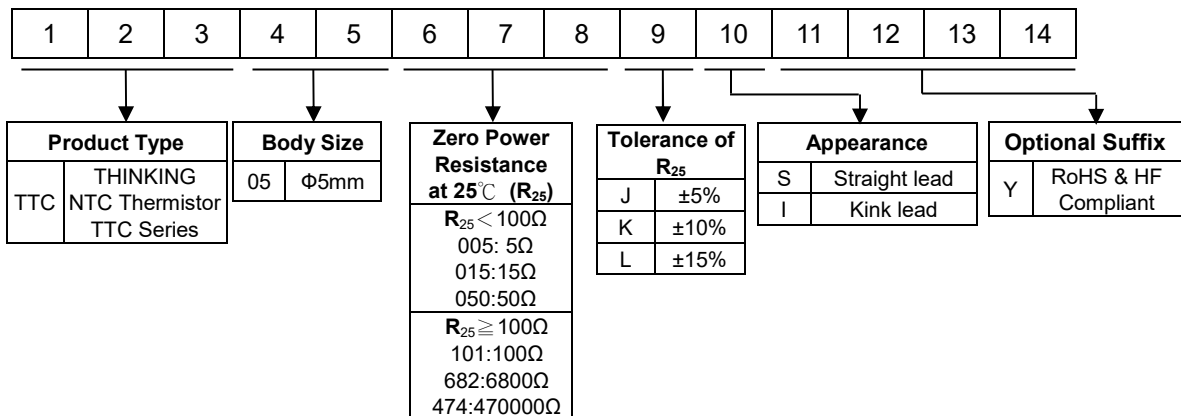 1 2 3 4 5 6 7 8 9 10 11 12 13 14
Product Type
TTC
THINKING
NTC Thermistor
TTC Series
Body Size
05 Φ5mm
Zero Power
Resistance
at 25℃ (R25)
R25＜100Ω
005: 5Ω
015:15Ω
050:50Ω
R25≧100Ω
101:100Ω
682:6800Ω
474:470000Ω
Tolerance of
R25
J ±5%
K ±10%
L ±15%
Appearance
S Straight lead
I Kink lead
Optional Suffix
Y
RoHS & HF
Compliant